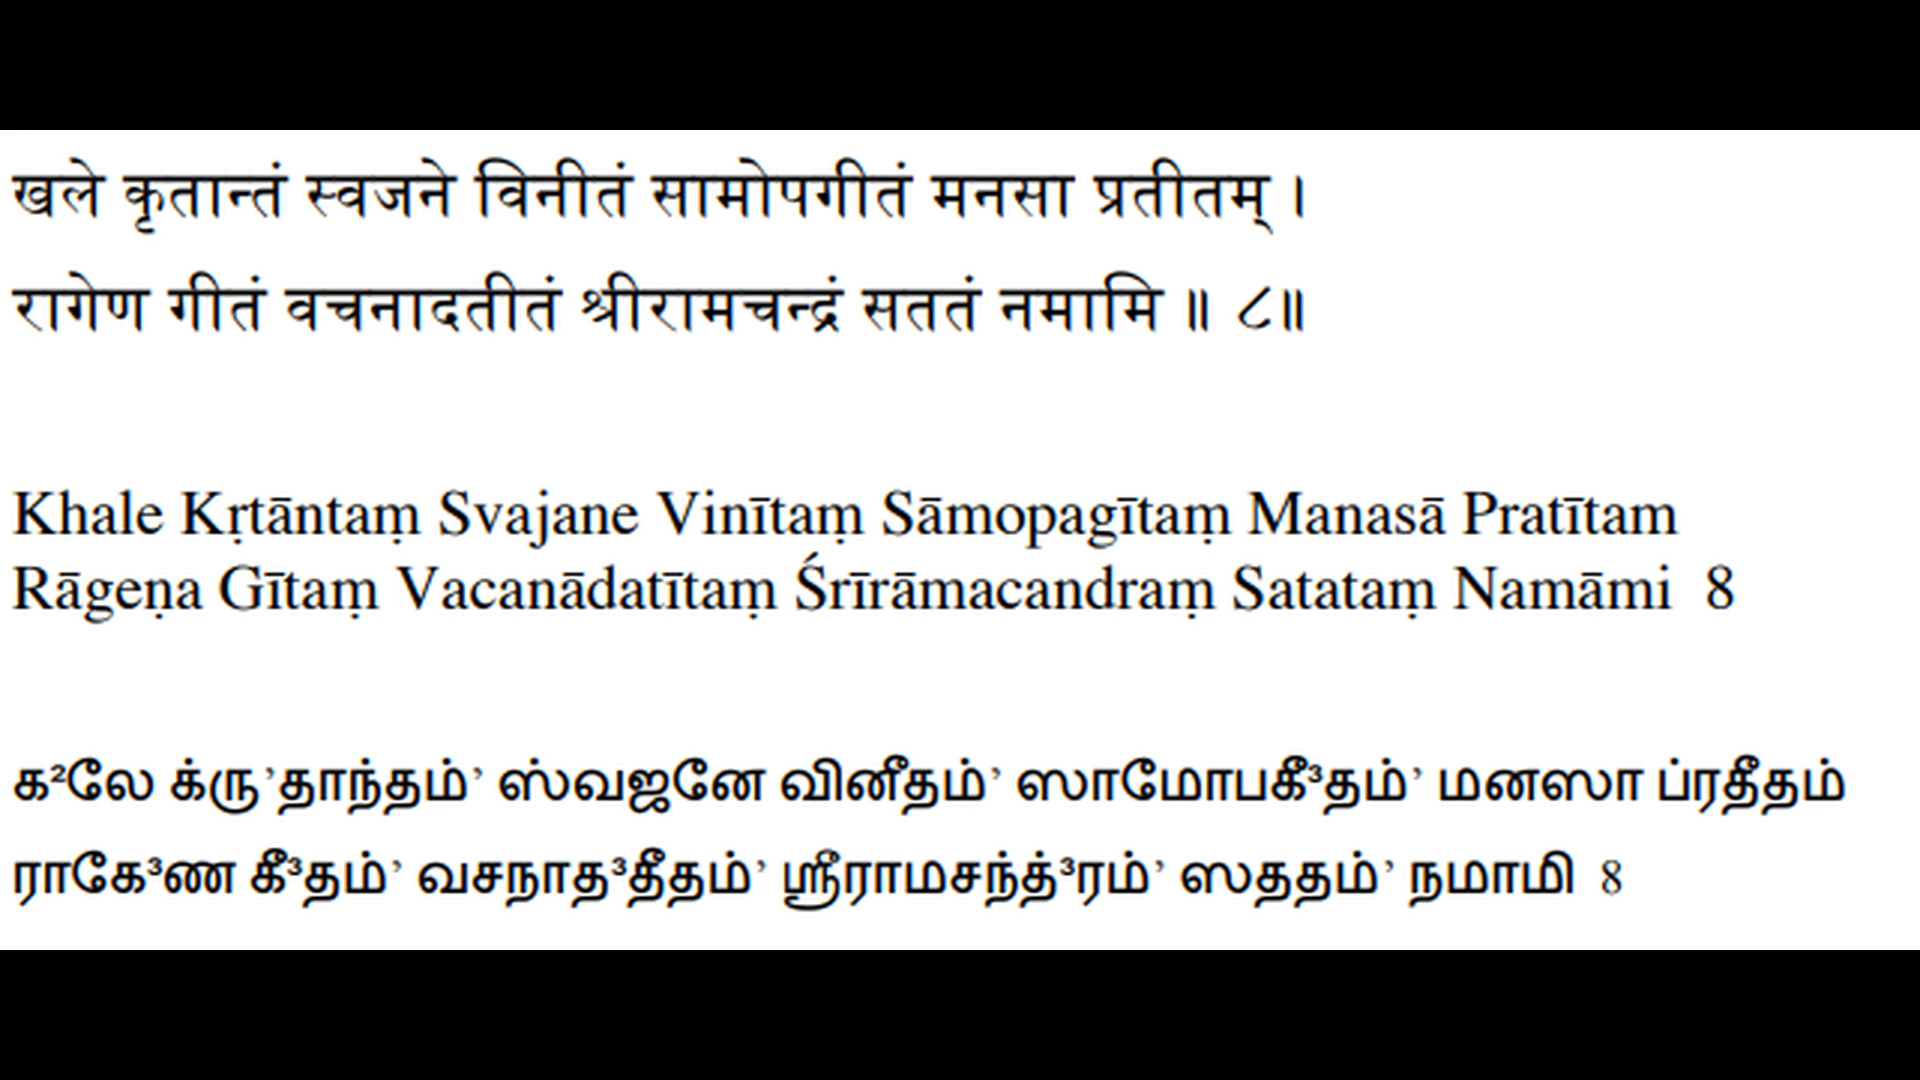 खले कृतान्तं स्वजने विनीतं सामोपगीतं मनसा प्रतीतम् ।
रागेण गीतं वचनादतीतं श्रीरामचन्द्रं सततं नमामि ॥ ८॥
Khale Kṛtāntaṃ Svajane Vinītaṃ Sāmopagītaṃ Manasā Pratītam
Rāgeṇa Gītaṃ Vacanādatītaṃ Śrīrāmacandraṃ Satataṃ Namāmi 8
க²லே க்ரு’தாந்தம்’ ஸ்வஜனே வினீதம்’ ஸாமோபகீ³தம்’ மனஸா ப்ரதீதம்
ராகே³ண கீ³தம்’ வசநாத³தீதம்’ ஶ்ரீராமசந்த்³ரம்’ ஸததம்’ நமாமி 8